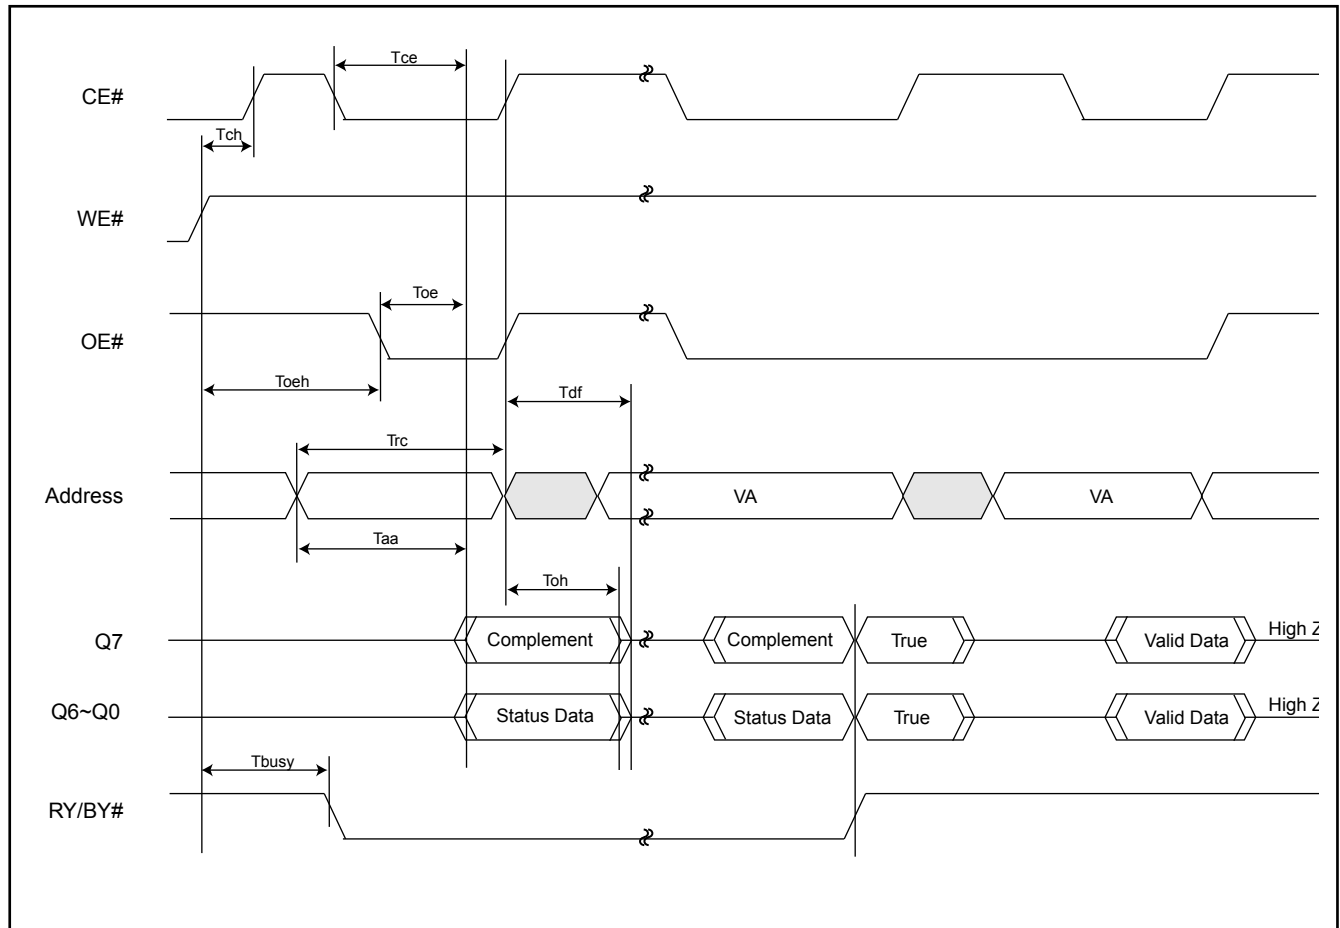 Tce
CE#
Tch
WE#
Toe
OE#
Toeh
Tdf
Trc
Address
VA
VA
Taa
Toh
Q7
Complement
Complement
True
Valid Data
High Z
Q6~Q0
Status Data
Status Data
True
Valid Data
High Z
Tbusy
RY/BY#